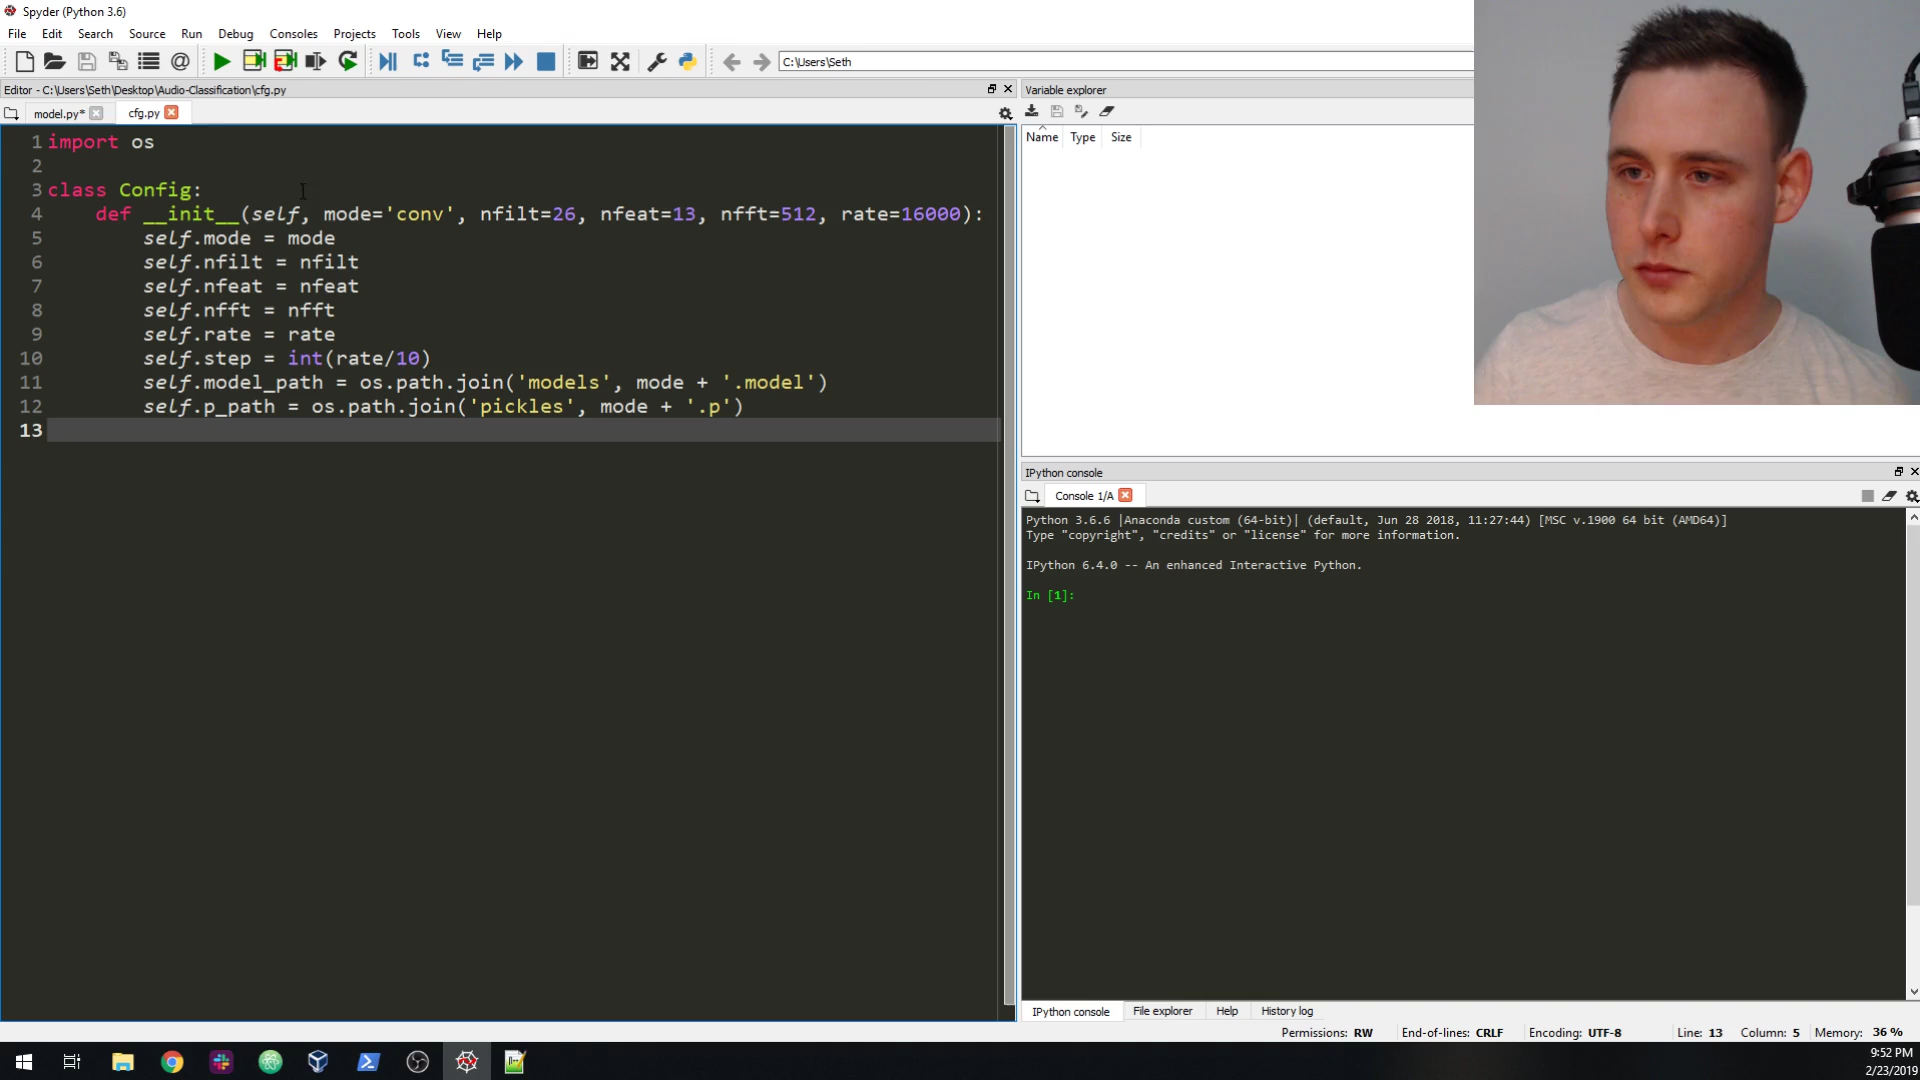 Spyder (Python 3.6)
File Edit Search Source Run Debug Consoles Projects Tools View Help
C:\Users\Seth
Editor - C:\Users\Seth\Desktop\Audio-Classification\cfg.py
model.py* cfg.py
1 import os
2
3 class Config:
4 def __init__(self, mode='conv', nfilt=26, nfeat=13, nfft=512, rate=16000):
5 self.mode = mode
6 self.nfilt = nfilt
7 self.nfeat = nfeat
8 self.nfft = nfft
9 self.rate = rate
10 self.step = int(rate/10)
11 self.model_path = os.path.join('models', mode + '.model')
12 self.p_path = os.path.join('pickles', mode + '.p')
13
Variable explorer
Name Type Size
IPython console
Console 1/A
Python 3.6.6 |Anaconda custom (64-bit)| (default, Jun 28 2018, 11:27:44) [MSC v.1900 64 bit (AMD64)]
Type "copyright", "credits" or "license" for more information.
IPython 6.4.0 -- An enhanced Interactive Python.
In [1]:
IPython console File explorer Help History log
Permissions: RW End-of-lines: CRLF Encoding: UTF-8 Line: 13 Column: 5 Memory: 36 %
9:52 PM
2/23/2019